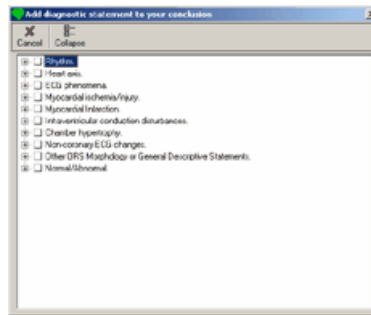 Add diagnostic statement to your conclusion
Cancel Collapse
Rhythm.
Heart axis.
ECG phenomena.
Myocardial ischemia/injury.
Myocardial Infarction.
Intraventricular conduction disturbances.
Chamber hypertrophy.
Non-coronary ECG changes.
Other QRS Morphology or General Descriptive Statements.
Normal/Abnormal.